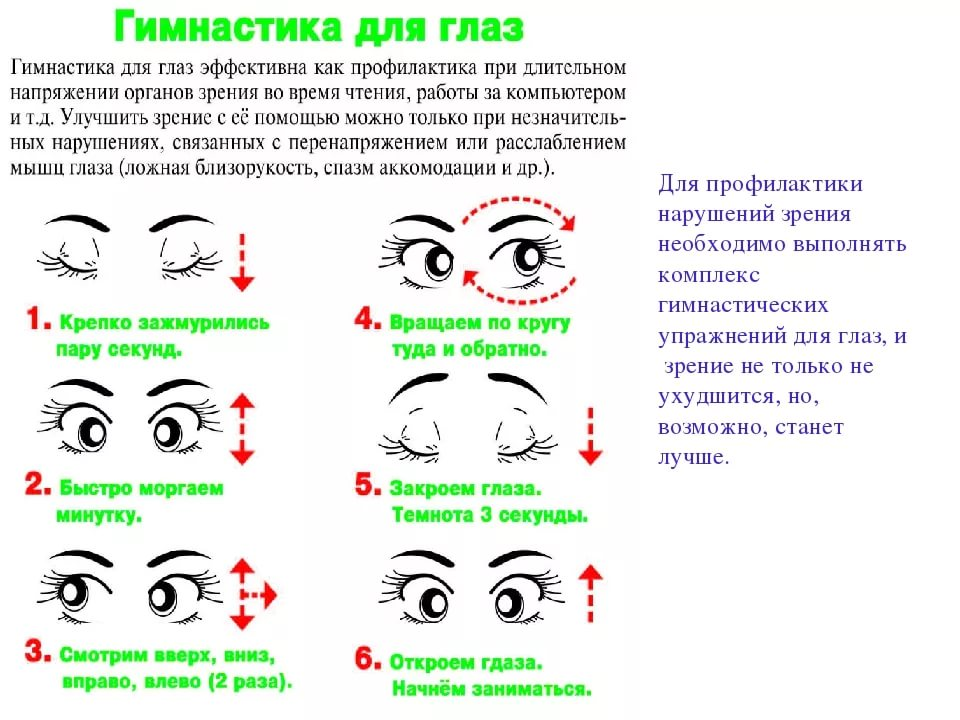 Гимнастика для глаз
Гимнастика для глаз эффективна как профилактика при длительном
напряжении органов зрения во время чтения, работы за компьютером
и т.д. Улучшить зрение с её помощью можно только при незначитель-
ных нарушениях, связанных с перенапряжением или расслаблением
мышц глаза (ложная близорукость, спазм аккомодации и др.).
1. Крепко зажмурились
пару секунд.
2. Быстро моргаем
минутку.
3. Смотрим вверх, вниз,
вправо, влево (2 раза).
4. Вращаем по кругу
туда и обратно.
5. Закроем глаза.
Темнота 3 секунды.
6. Откроем гдаза.
Начнём заниматься.
Для профилактики
нарушений зрения
необходимо выполнять
комплекс
гимнастических
упражнений для глаз, и
зрение не только не
ухудшится, но,
возможно, станет
лучше.